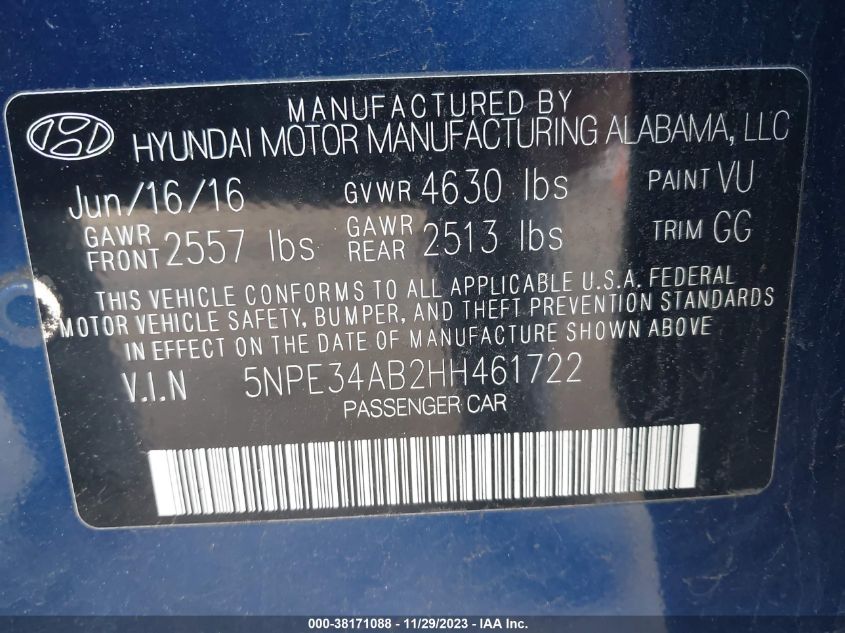 MANUFACTURED BY
HYUNDAI MOTOR MANUFACTURING ALABAMA, LLC
Jun/16/16 GVWR 4630 lbs PAINT VU
GAWR FRONT 2557 lbs GAWR REAR 2513 lbs TRIM GG
THIS VEHICLE CONFORMS TO ALL APPLICABLE U.S.A. FEDERAL
MOTOR VEHICLE SAFETY, BUMPER, AND THEFT PREVENTION STANDARDS
IN EFFECT ON THE DATE OF MANUFACTURE SHOWN ABOVE
V.I.N 5NPE34AB2HH461722
PASSENGER CAR
000-38171088 - 11/29/2023 - IAA Inc.